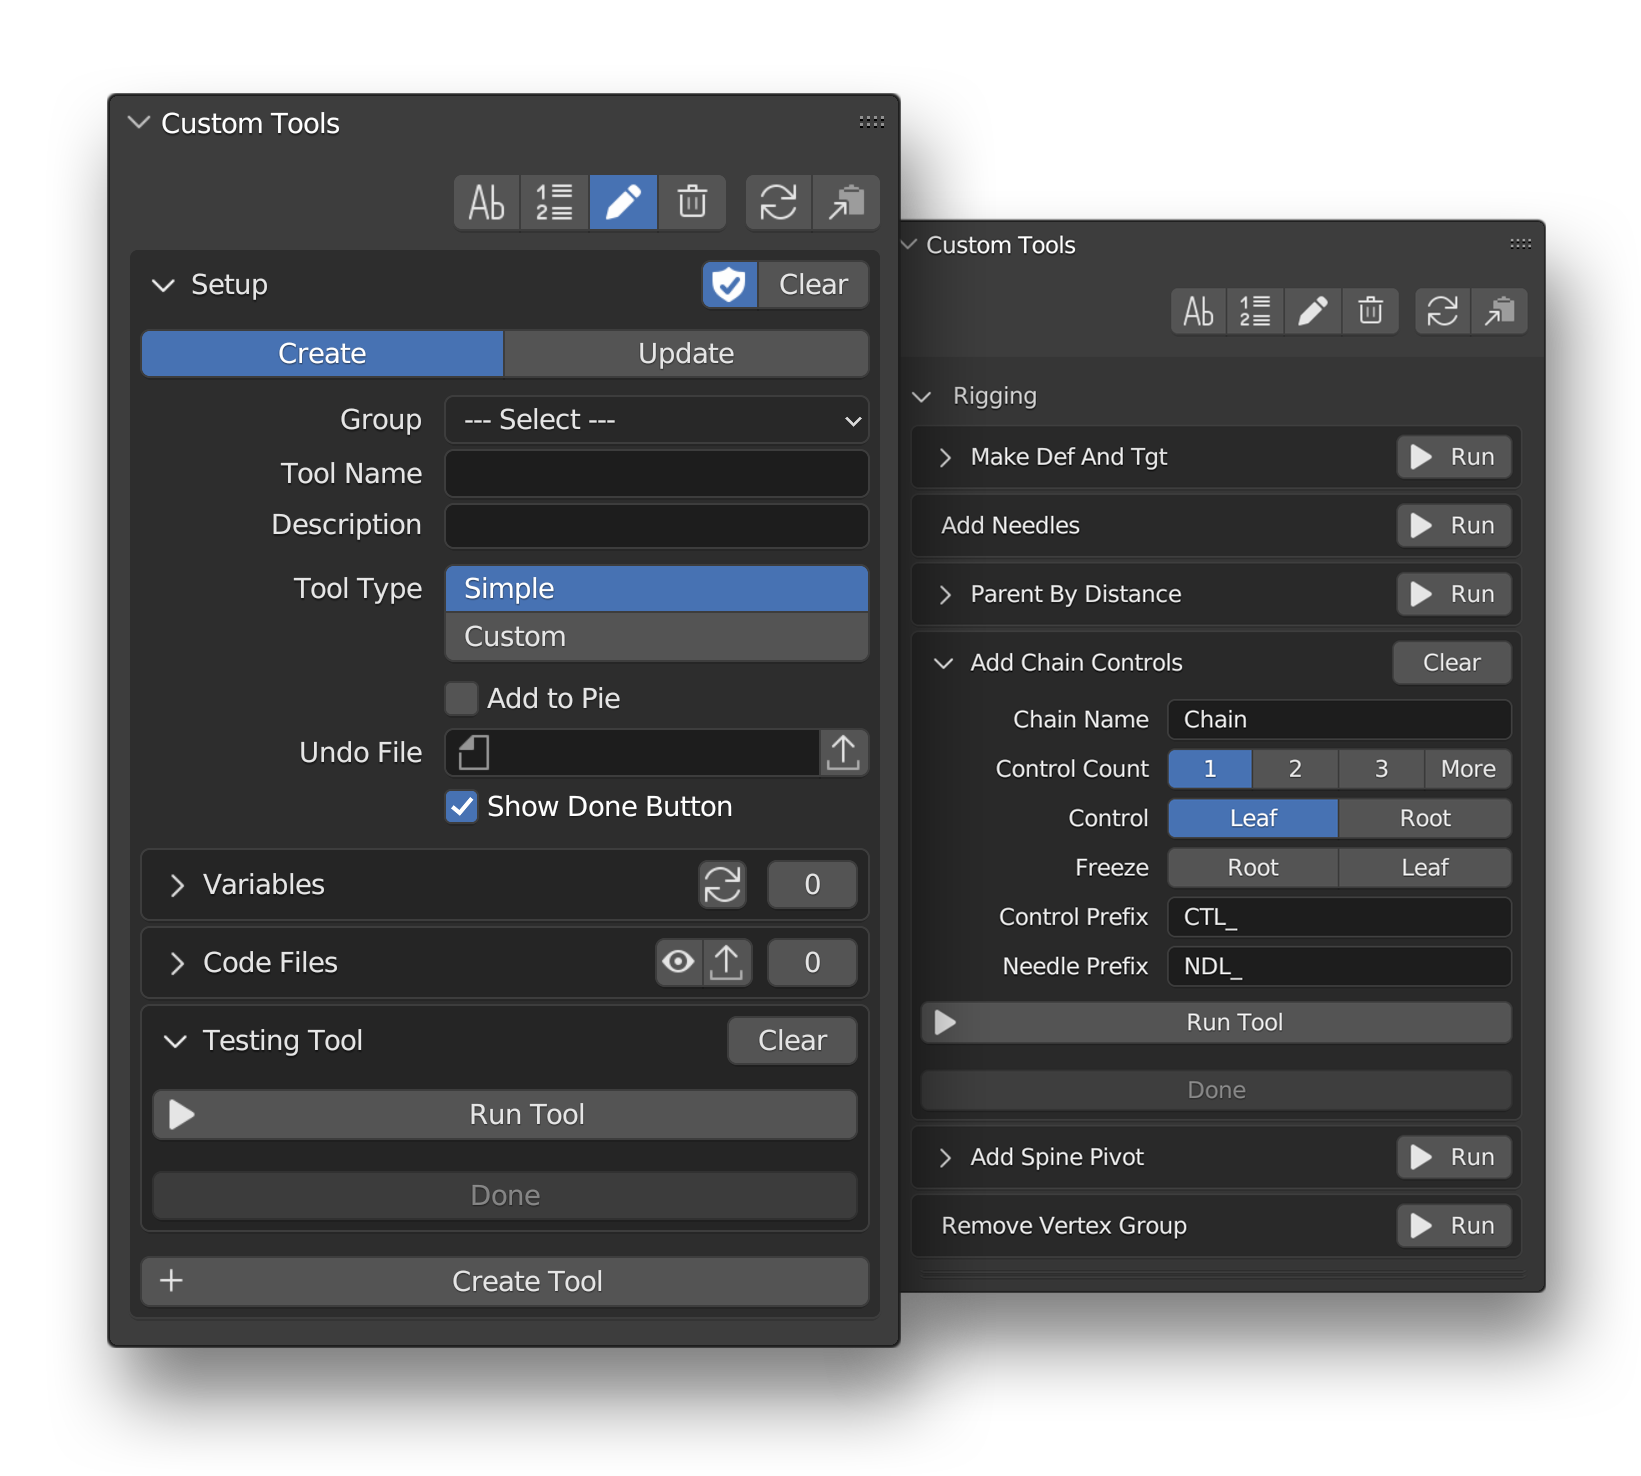 Custom Tools
Ab 1 2
Setup Clear
Create Update
Group --- Select ---
Tool Name
Description
Tool Type Simple
Custom
Add to Pie
Undo File
Show Done Button
Variables 0
Code Files 0
Testing Tool Clear
Run Tool
Done
Create Tool
Custom Tools
Ab 1 2
Rigging
Make Def And Tgt Run
Add Needles Run
Parent By Distance Run
Add Chain Controls Clear
Chain Name Chain
Control Count 1 2 3 More
Control Leaf Root
Freeze Root Leaf
Control Prefix CTL_
Needle Prefix NDL_
Run Tool
Done
Add Spine Pivot Run
Remove Vertex Group Run